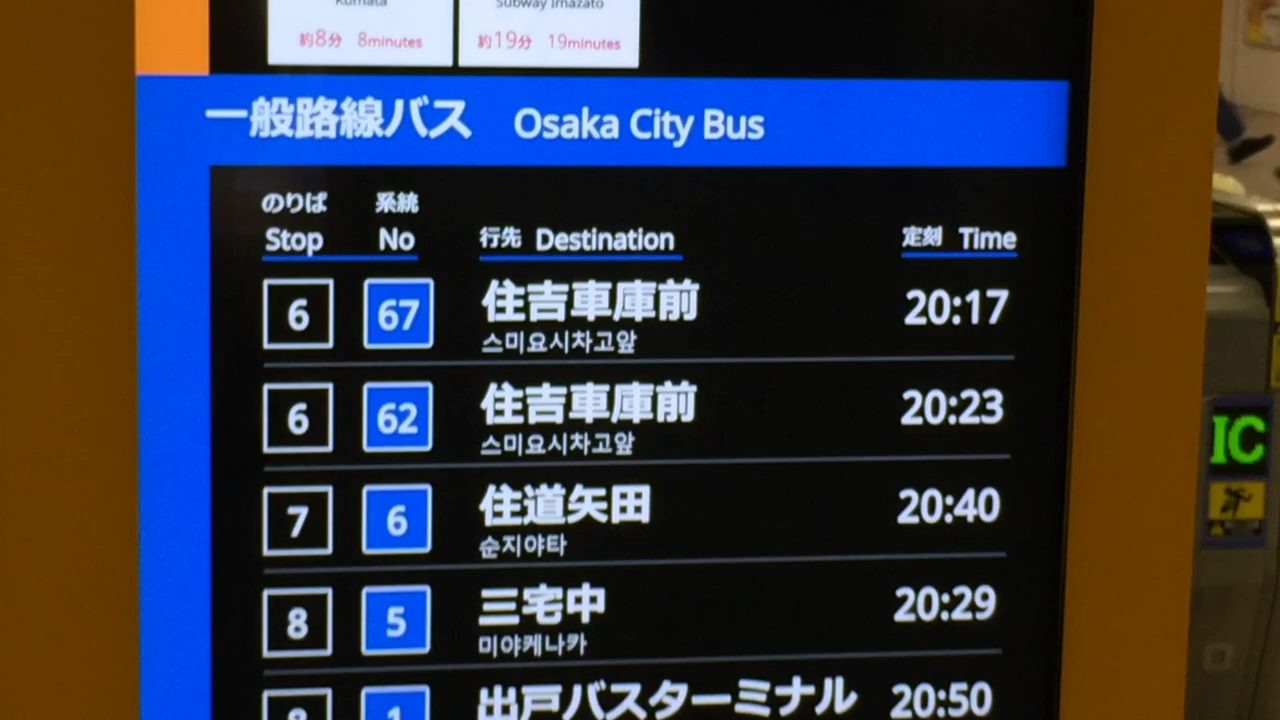 Kumata
Subway Imazato
約8分 8minutes
約19分 19minutes
一般路線バス Osaka City Bus
のりば 系統
Stop No 行先 Destination 定刻 Time
6 67 住吉車庫前 20:17
스미요시차고앞
6 62 住吉車庫前 20:23
스미요시차고앞
7 6 住道矢田 20:40
순지야타
8 5 三宅中 20:29
미야케나카
8 1 出戸バスターミナル 20:50
IC